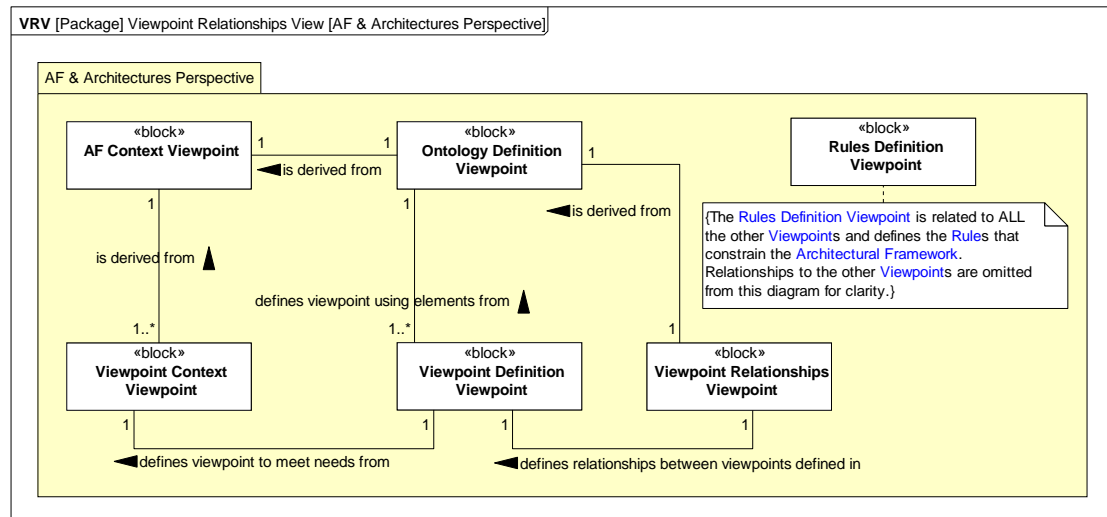 VRV [Package] Viewpoint Relationships View [AF & Architectures Perspective]
AF & Architectures Perspective
«block»
AF Context Viewpoint
1
1
is derived from
«block»
Ontology Definition
Viewpoint
1
«block»
Rules Definition
Viewpoint
1
1
is derived from
{The Rules Definition Viewpoint is related to ALL
the other Viewpoints and defines the Rules that
constrain the Architectural Framework.
Relationships to the other Viewpoints are omitted
from this diagram for clarity.}
is derived from
defines viewpoint using elements from
1..*
1..*
1
«block»
Viewpoint Context
Viewpoint
«block»
Viewpoint Definition
Viewpoint
«block»
Viewpoint Relationships
Viewpoint
1
1
1
1
defines viewpoint to meet needs from
defines relationships between viewpoints defined in